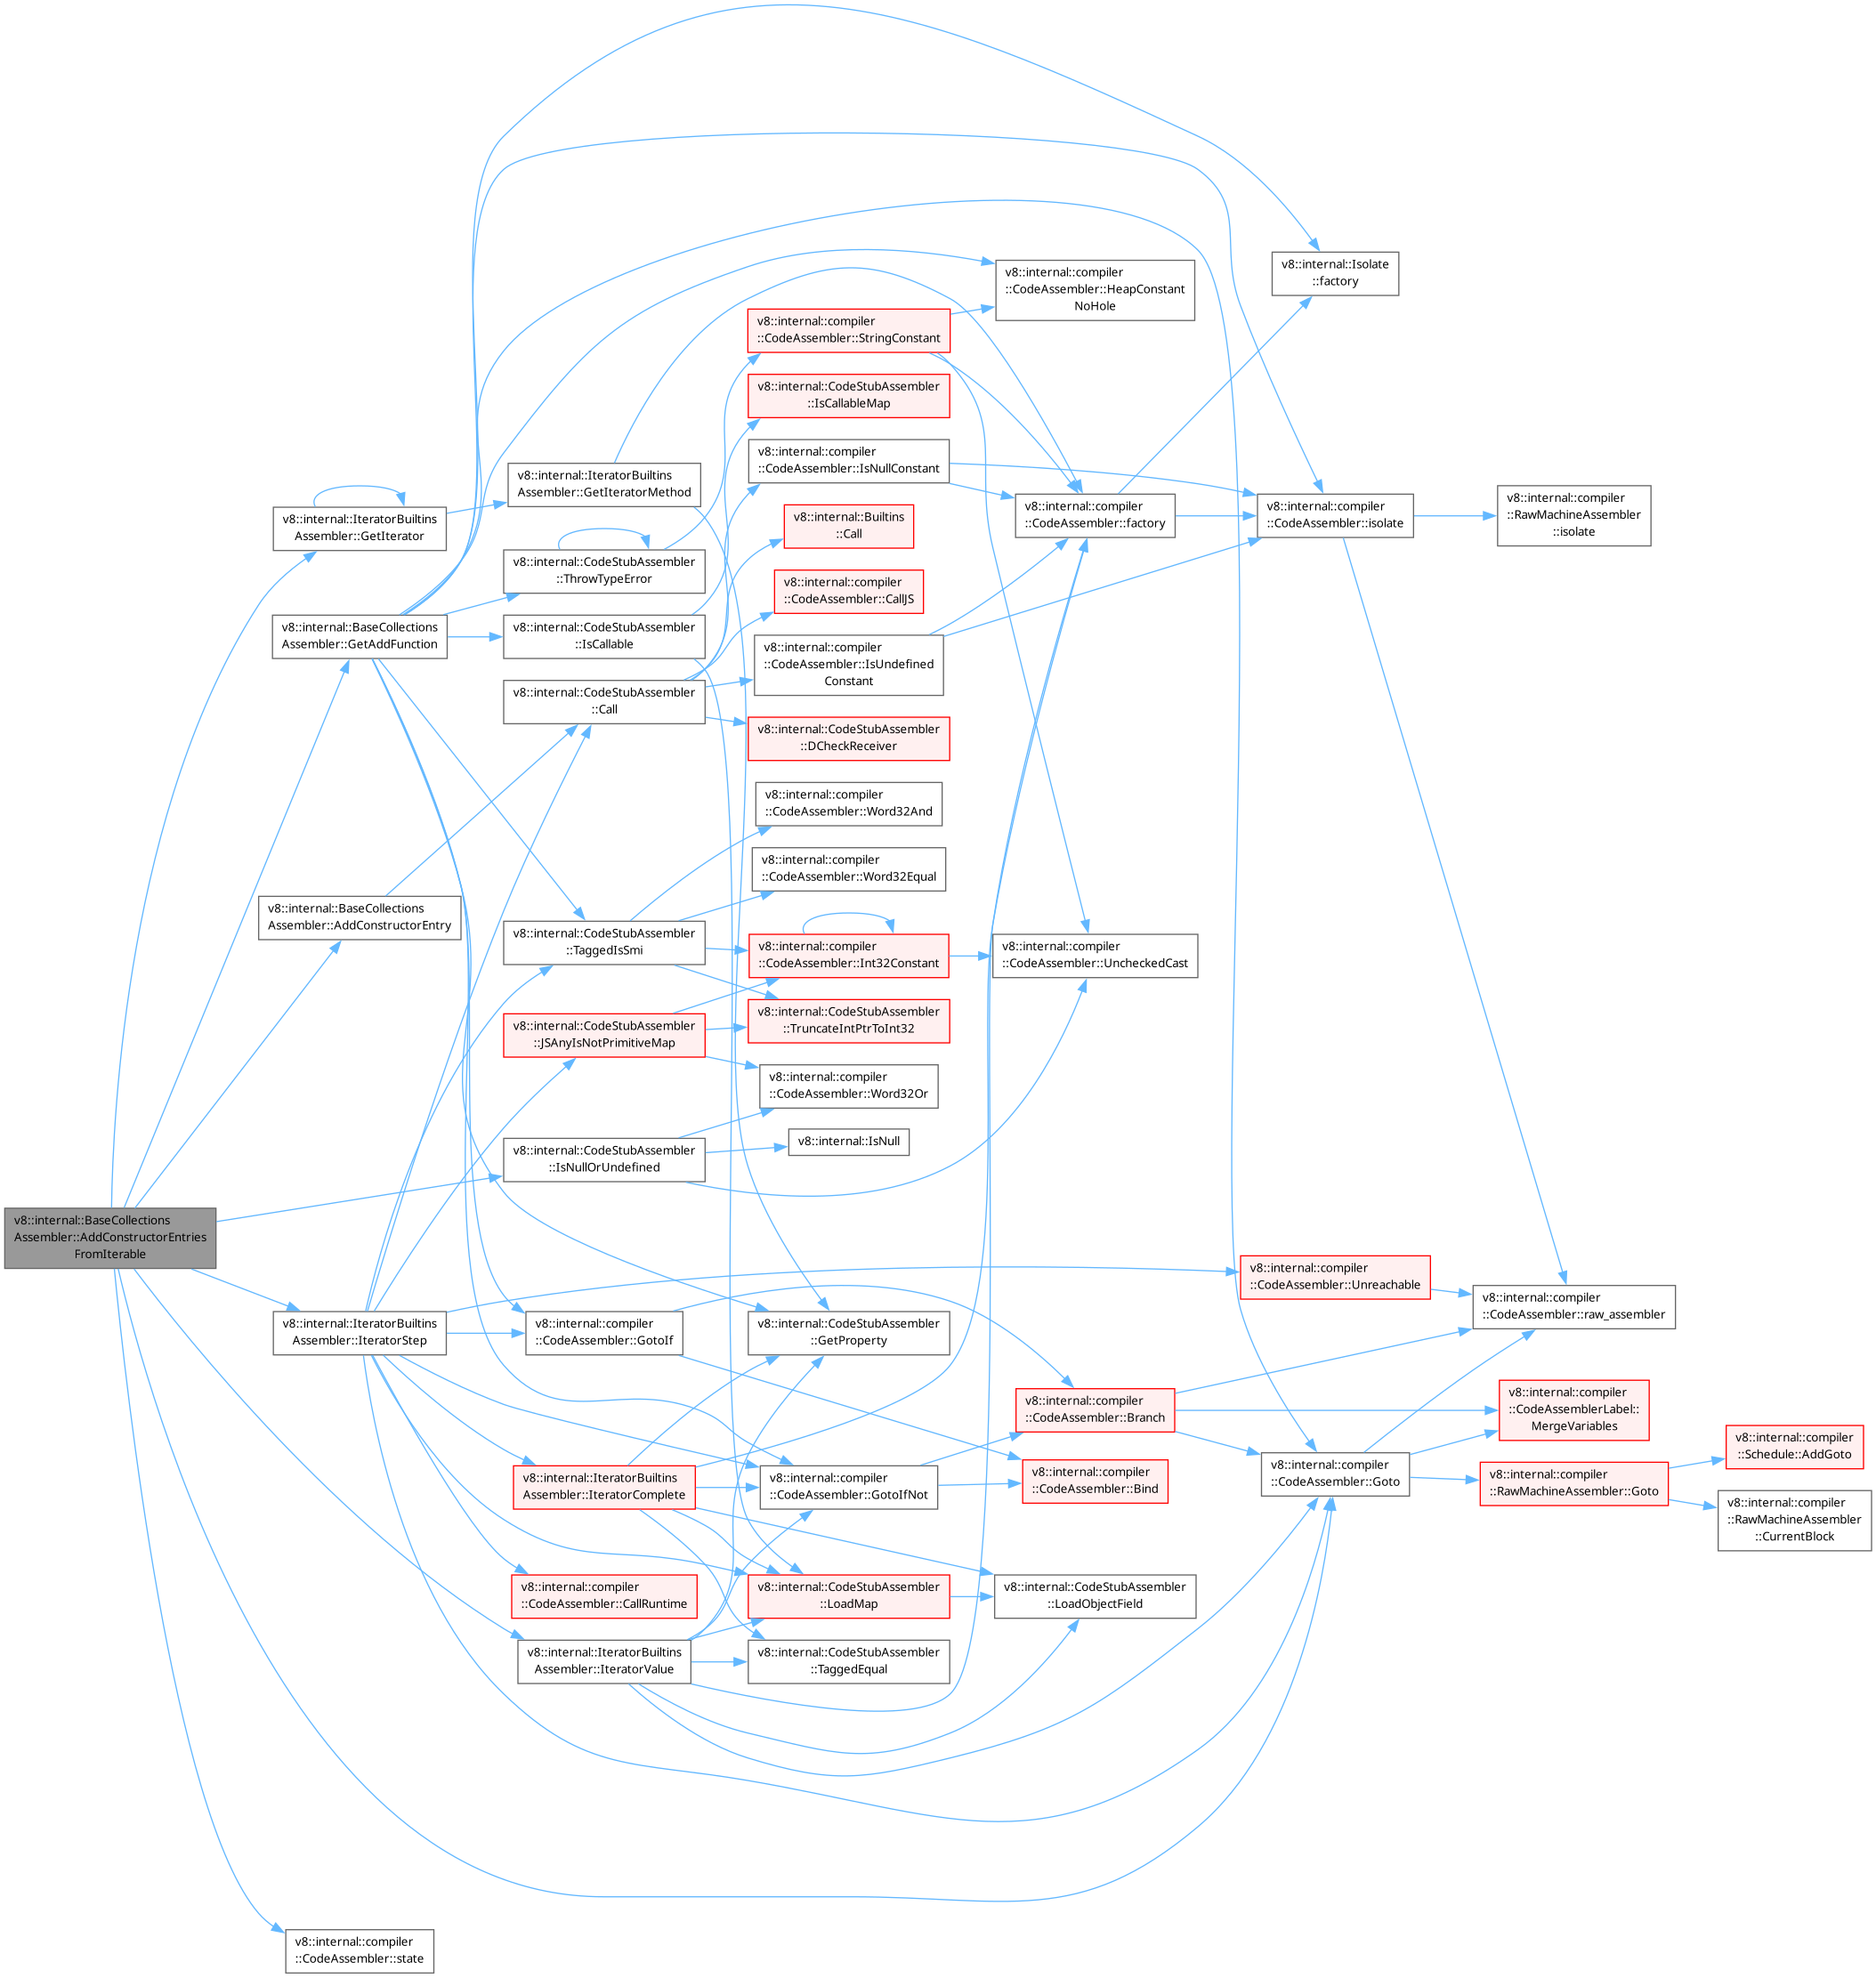 v8::internal::BaseCollections
Assembler::AddConstructorEntries
FromIterable
v8::internal::IteratorBuiltins
Assembler::GetIterator
v8::internal::BaseCollections
Assembler::GetAddFunction
v8::internal::BaseCollections
Assembler::AddConstructorEntry
v8::internal::IteratorBuiltins
Assembler::IteratorStep
v8::internal::compiler
::CodeAssembler::state
v8::internal::IteratorBuiltins
Assembler::GetIteratorMethod
v8::internal::CodeStubAssembler
::ThrowTypeError
v8::internal::CodeStubAssembler
::IsCallable
v8::internal::CodeStubAssembler
::Call
v8::internal::CodeStubAssembler
::TaggedIsSmi
v8::internal::CodeStubAssembler
::JSAnyIsNotPrimitiveMap
v8::internal::CodeStubAssembler
::IsNullOrUndefined
v8::internal::compiler
::CodeAssembler::GotoIf
v8::internal::IteratorBuiltins
Assembler::IteratorComplete
v8::internal::compiler
::CodeAssembler::CallRuntime
v8::internal::IteratorBuiltins
Assembler::IteratorValue
v8::internal::compiler
::CodeAssembler::StringConstant
v8::internal::CodeStubAssembler
::IsCallableMap
v8::internal::compiler
::CodeAssembler::IsNullConstant
v8::internal::Builtins
::Call
v8::internal::compiler
::CodeAssembler::CallJS
v8::internal::compiler
::CodeAssembler::IsUndefined
Constant
v8::internal::CodeStubAssembler
::DCheckReceiver
v8::internal::compiler
::CodeAssembler::Word32And
v8::internal::compiler
::CodeAssembler::Word32Equal
v8::internal::compiler
::CodeAssembler::Int32Constant
v8::internal::CodeStubAssembler
::TruncateIntPtrToInt32
v8::internal::compiler
::CodeAssembler::Word32Or
v8::internal::IsNull
v8::internal::CodeStubAssembler
::GetProperty
v8::internal::compiler
::CodeAssembler::GotoIfNot
v8::internal::CodeStubAssembler
::LoadMap
v8::internal::CodeStubAssembler
::TaggedEqual
v8::internal::compiler
::CodeAssembler::HeapConstant
NoHole
v8::internal::compiler
::CodeAssembler::factory
v8::internal::compiler
::CodeAssembler::UncheckedCast
v8::internal::compiler
::CodeAssembler::Branch
v8::internal::compiler
::CodeAssembler::Bind
v8::internal::CodeStubAssembler
::LoadObjectField
v8::internal::Isolate
::factory
v8::internal::compiler
::CodeAssembler::isolate
v8::internal::compiler
::CodeAssembler::Unreachable
v8::internal::compiler
::CodeAssembler::Goto
v8::internal::compiler
::RawMachineAssembler
::isolate
v8::internal::compiler
::CodeAssembler::raw_assembler
v8::internal::compiler
::CodeAssemblerLabel::
MergeVariables
v8::internal::compiler
::RawMachineAssembler::Goto
v8::internal::compiler
::Schedule::AddGoto
v8::internal::compiler
::RawMachineAssembler
::CurrentBlock